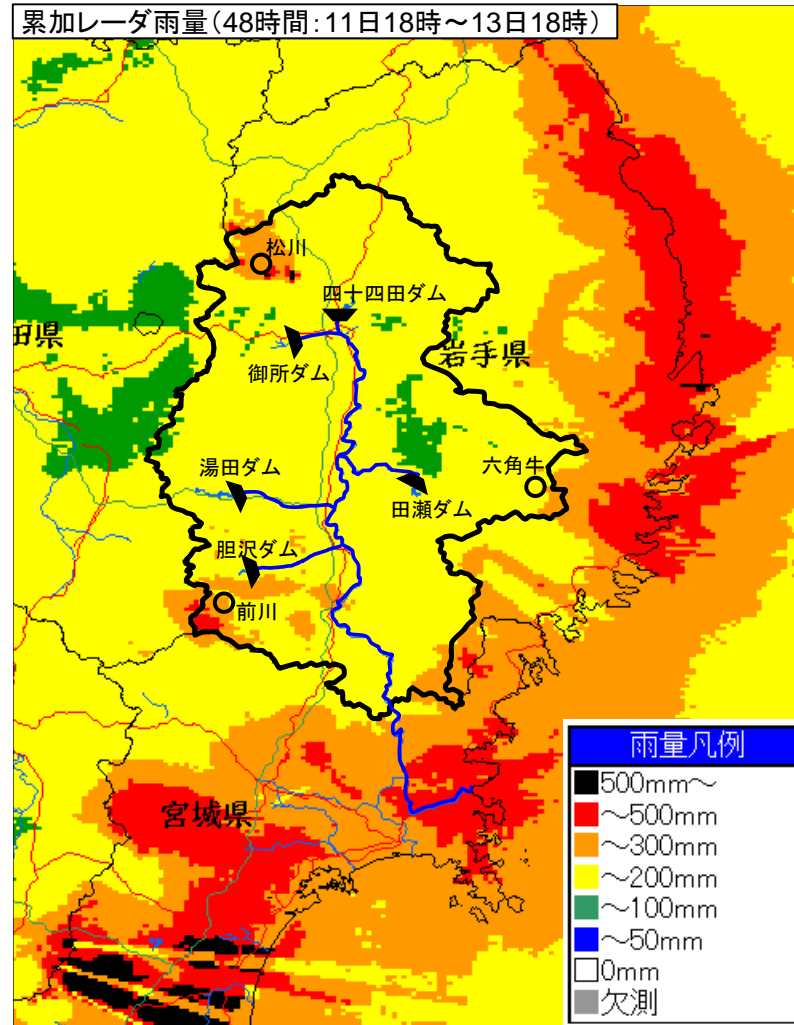 累加レーダ雨量(48時間:11日18時~13日18時)
松川
四十四田ダム
田県
御所ダム
岩手県
湯田ダム
六角牛
田瀬ダム
胆沢ダム
前川
宮城県
雨量凡例
500mm~
~500mm
~300mm
~200mm
~100mm
~50mm
0mm
欠測